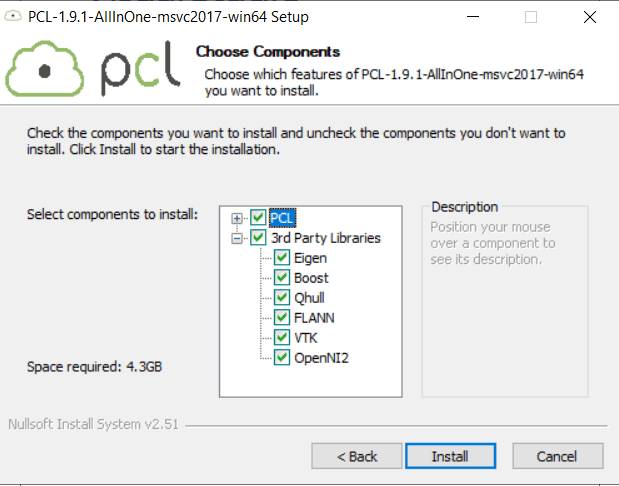 PCL-1.9.1-AllInOne-msvc2017-win64 Setup
pcl
Choose Components
Choose which features of PCL-1.9.1-AllInOne-msvc2017-win64
you want to install.
Check the components you want to install and uncheck the components you don't want to
install. Click Install to start the installation.
Select components to install:
PCL
3rd Party Libraries
Eigen
Boost
Qhull
FLANN
VTK
OpenNI2
Description
Position your mouse
over a component to
see its description.
Space required: 4.3GB
Nullsoft Install System v2.51
< Back
Install
Cancel